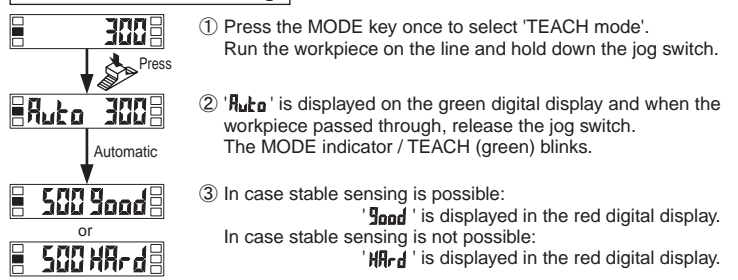 300
① Press the MODE key once to select 'TEACH mode'.
Run the workpiece on the line and hold down the jog switch.
Press
Auto 300
② 'Auto' is displayed on the green digital display and when the
workpiece passed through, release the jog switch.
The MODE indicator / TEACH (green) blinks.
Automatic
500 good
③ In case stable sensing is possible:
'good' is displayed in the red digital display.
or
In case stable sensing is not possible:
500 HArd
'HArd' is displayed in the red digital display.